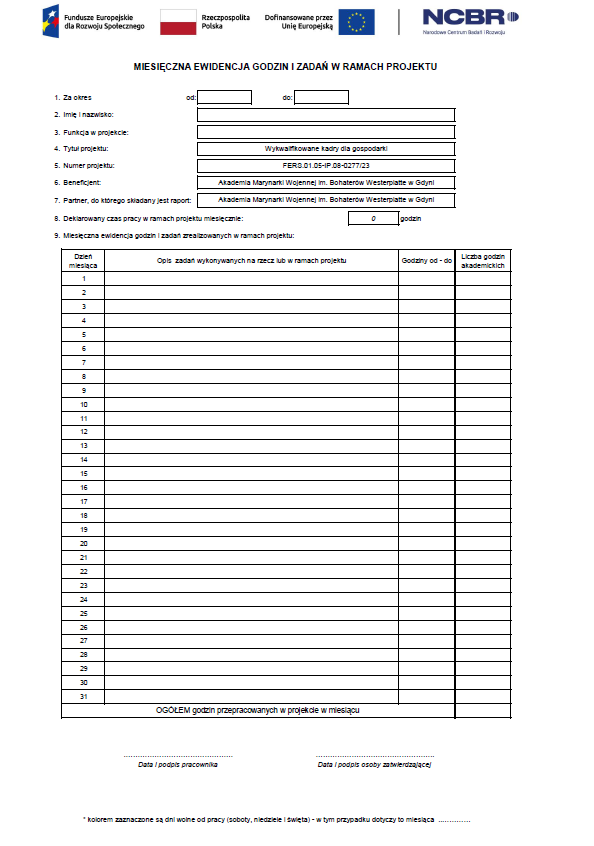 Fundusze Europejskie
dla Rozwoju Społecznego
Rzeczpospolita
Polska
Dofinansowane przez
Unię Europejską
NCBR
Narodowe Centrum Badań i Rozwoju
MIESIĘCZNA EWIDENCJA GODZIN I ZADAŃ W RAMACH PROJEKTU
1. Za okres od: do:
2. Imię i nazwisko:
3. Funkcja w projekcie:
4. Tytuł projektu: Wykwalifikowane kadry dla gospodarki
5. Numer projektu: FERS.01.05-IP.08-0277/23
6. Beneficjent: Akademia Marynarki Wojennej im. Bohaterów Westerplatte w Gdyni
7. Partner, do którego składany jest raport: Akademia Marynarki Wojennej im. Bohaterów Westerplatte w Gdyni
8. Deklarowany czas pracy w ramach projektu miesięcznie: 0 godzin
9. Miesięczna ewidencja godzin i zadań zrealizowanych w ramach projektu:
Dzień miesiąca Opis zadań wykonywanych na rzecz lub w ramach projektu Godziny od - do Liczba godzin akademickich
1
2
3
4
5
6
7
8
9
10
11
12
13
14
15
16
17
18
19
20
21
22
23
24
25
26
27
28
29
30
31
OGÓŁEM godzin przepracowanych w projekcie w miesiącu
Data i podpis pracownika Data i podpis osoby zatwierdzającej
* kolorem zaznaczone są dni wolne od pracy (soboty, niedziele i święta) - w tym przypadku dotyczy to miesiąca ..............